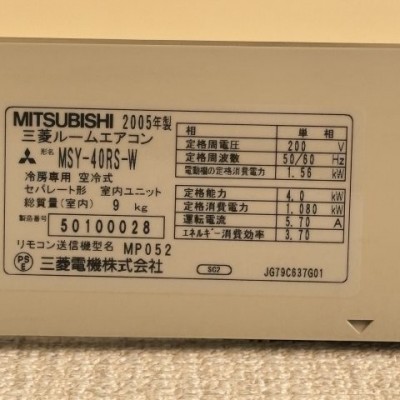 MITSUBISHI 2005年製
三菱ルームエアコン
形名 MSY-40RS-W
冷房専用 空冷式
セパレート形 室内ユニット
総質量(室内) 9 kg
製造番号 50100028
リモコン送信機型名 MP052
PS E 三菱電機株式会社
相 単相
定格周電圧 200 V
定格周波数 50/60 Hz
電動機の定格消費電力 1.56 kW
定格能力 4.0 kW
定格消費電力 1.080 kW
運転電流 5.70 A
エネルギー消費効率 3.70
SG2 JG79C637G01